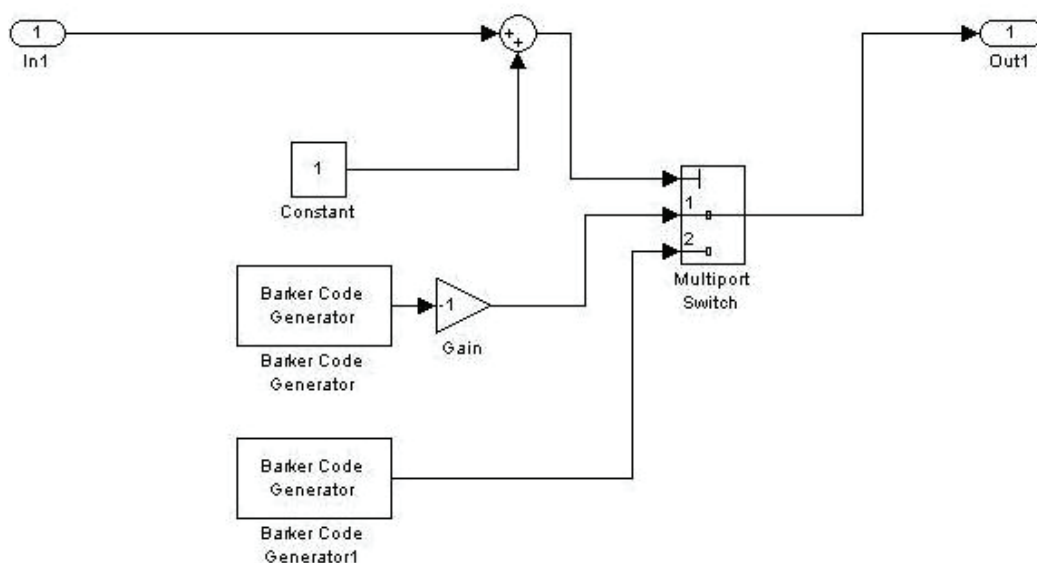 1
In1
+
+
1
Out1
1
Constant
1
2
Multiport
Switch
Barker Code
Generator
-1
Gain
Barker Code
Generator
Barker Code
Generator
Barker Code
Generator1